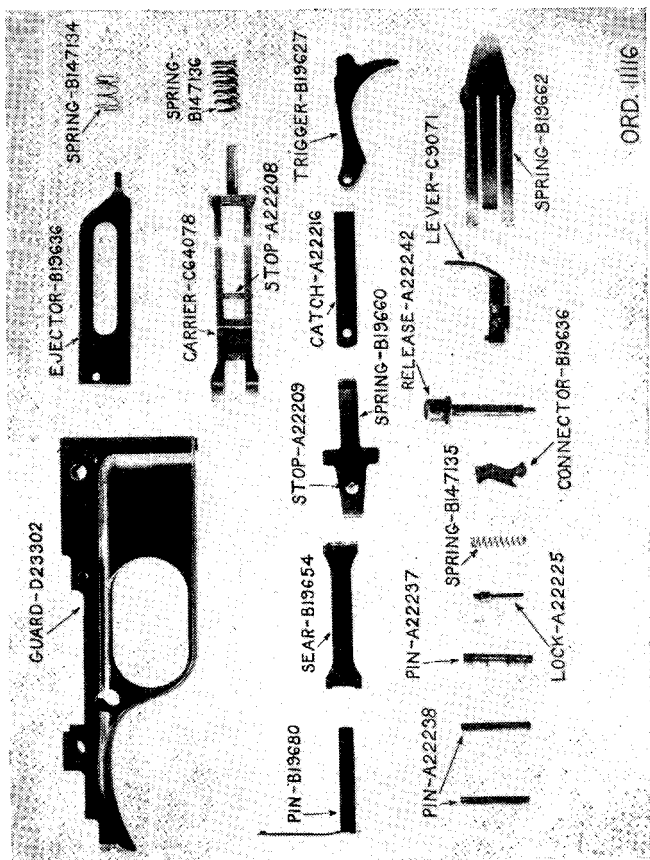 GUARD-D23302
EJECTOR-B19636
SPRING-B147134
CARRIER-C64078
STOP-A22208
SPRING-
B147136
PIN-B19680
SEAR-B19654
STOP-A22209
SPRING-B19660
CATCH-A22216
TRIGGER-B19627
PIN-A22238
PIN-A22237
LOCK-A22225
SPRING-B147135
CONNECTOR-B19636
RELEASE-A22242
LEVER-C9071
SPRING-B19662
ORD. 11116